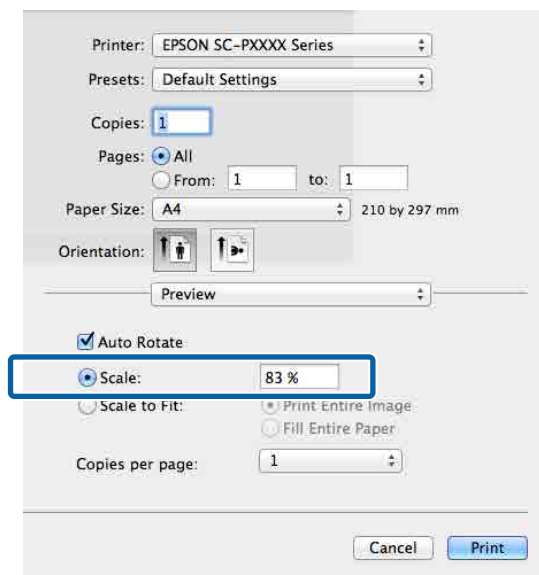 Printer: EPSON SC-PXXXX Series
Presets: Default Settings
Copies: 1
Pages: All
From: 1 to: 1
Paper Size: A4 210 by 297 mm
Orientation:
Preview
Auto Rotate
Scale: 83 %
Scale to Fit: Print Entire Image
Fill Entire Paper
Copies per page: 1
Cancel Print